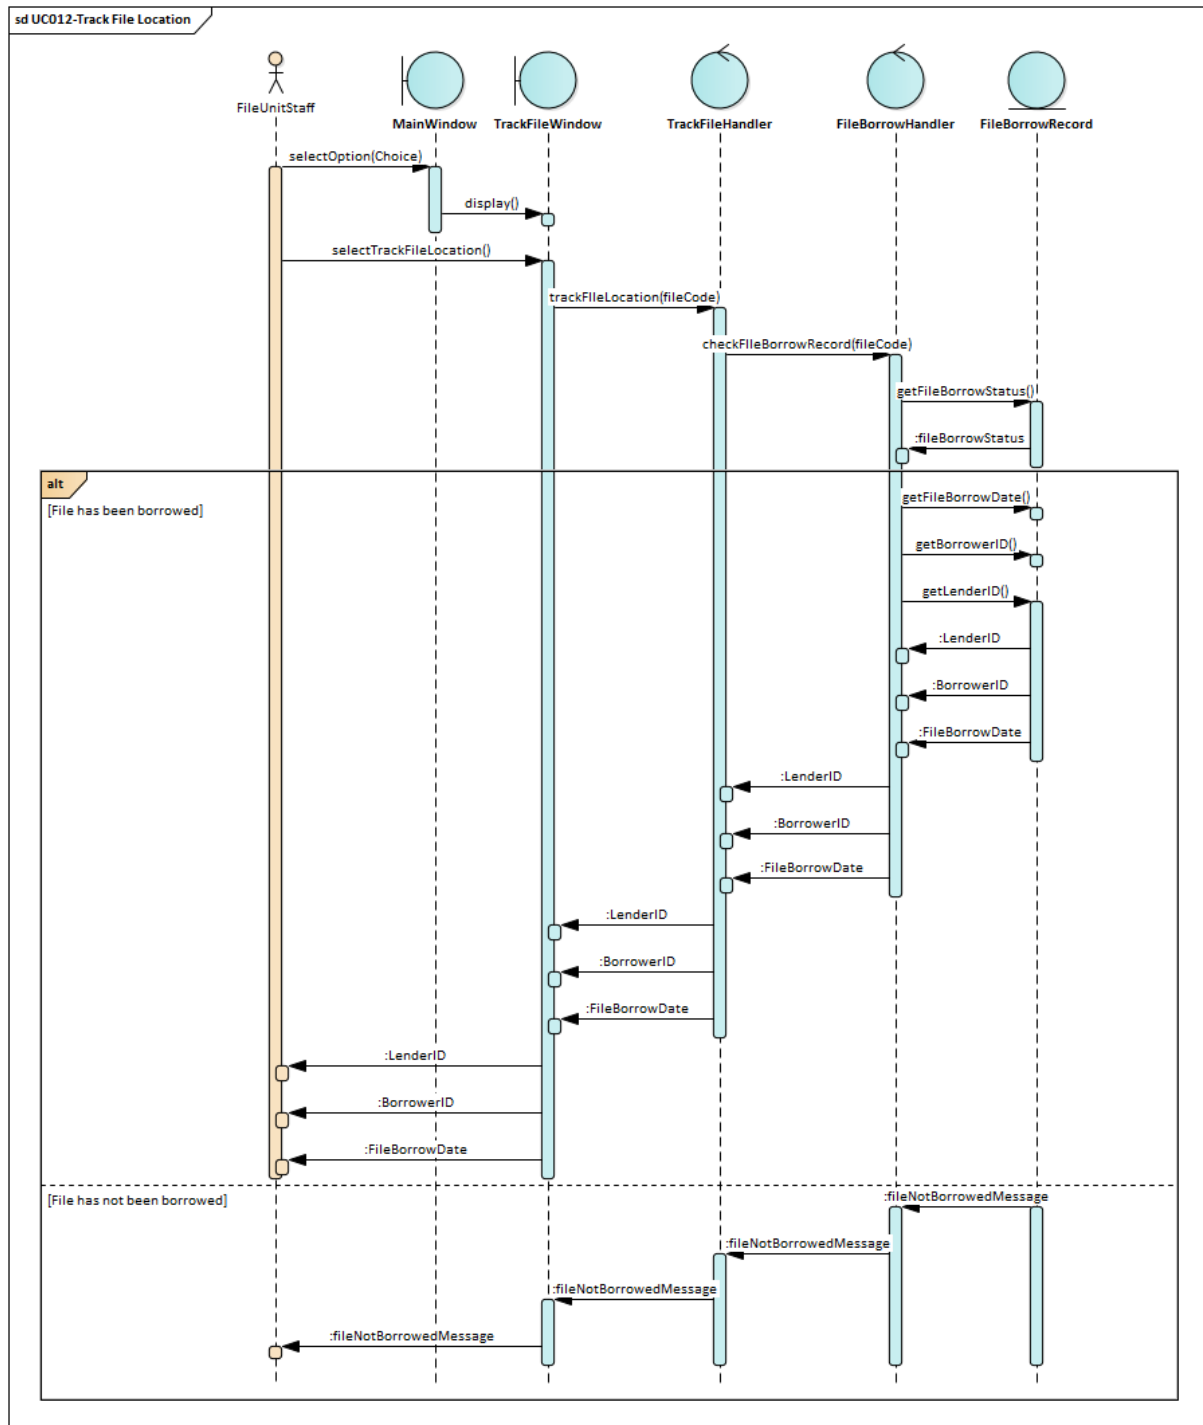 sd UC012-Track File Location
FileUnitStaff
MainWindow
TrackFileWindow
TrackFileHandler
FileBorrowHandler
FileBorrowRecord
selectOption(Choice)
display()
selectTrackFileLocation()
trackFIleLocation(fileCode)
checkFIleBorrowRecord(fileCode)
getFileBorrowStatus()
:fileBorrowStatus
alt
[File has been borrowed]
getFileBorrowDate()
getBorrowerID()
getLenderID()
:LenderID
:BorrowerID
:FileBorrowDate
:LenderID
:BorrowerID
:FileBorrowDate
:LenderID
:BorrowerID
:FileBorrowDate
:LenderID
:BorrowerID
:FileBorrowDate
[File has not been borrowed]
:fileNotBorrowedMessage
:fileNotBorrowedMessage
:fileNotBorrowedMessage
:fileNotBorrowedMessage